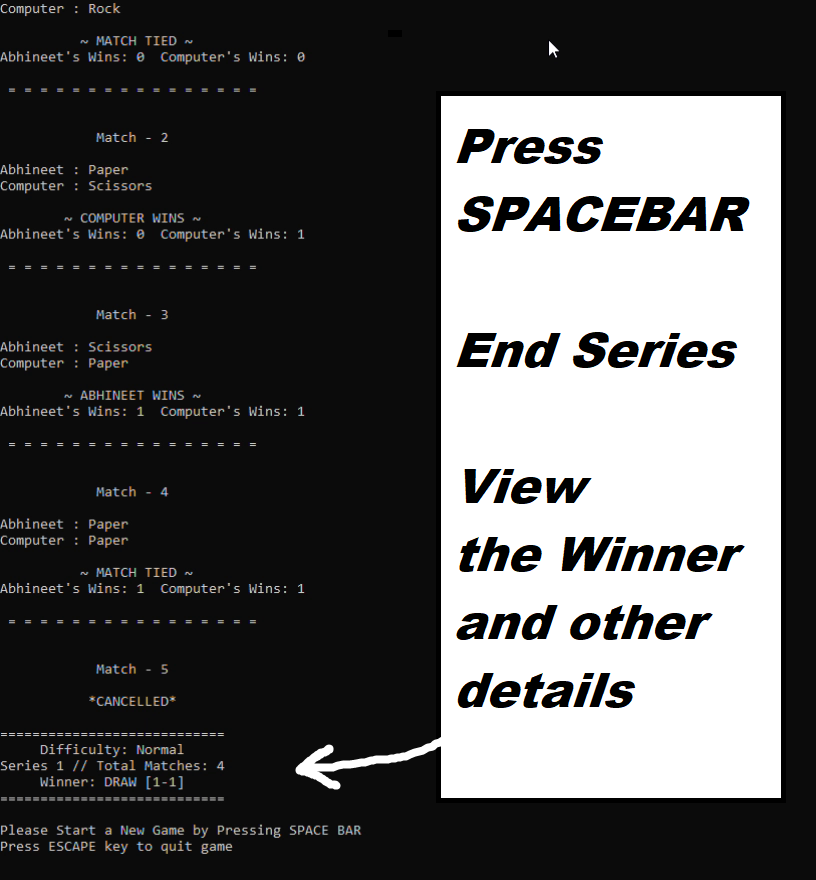 Computer : Rock
~ MATCH TIED ~
Abhineet's Wins: 0  Computer's Wins: 0
= = = = = = = = = = = = = = = =
Match - 2
Abhineet : Paper
Computer : Scissors
~ COMPUTER WINS ~
Abhineet's Wins: 0  Computer's Wins: 1
= = = = = = = = = = = = = = = =
Match - 3
Abhineet : Scissors
Computer : Paper
~ ABHINEET WINS ~
Abhineet's Wins: 1  Computer's Wins: 1
= = = = = = = = = = = = = = = =
Match - 4
Abhineet : Paper
Computer : Paper
~ MATCH TIED ~
Abhineet's Wins: 1  Computer's Wins: 1
= = = = = = = = = = = = = = = =
Match - 5
*CANCELLED*
============================
Difficulty: Normal
Series 1 // Total Matches: 4
Winner: DRAW [1-1]
============================
Please Start a New Game by Pressing SPACE BAR
Press ESCAPE key to quit game
Press
SPACEBAR
End Series
View
the Winner
and other
details